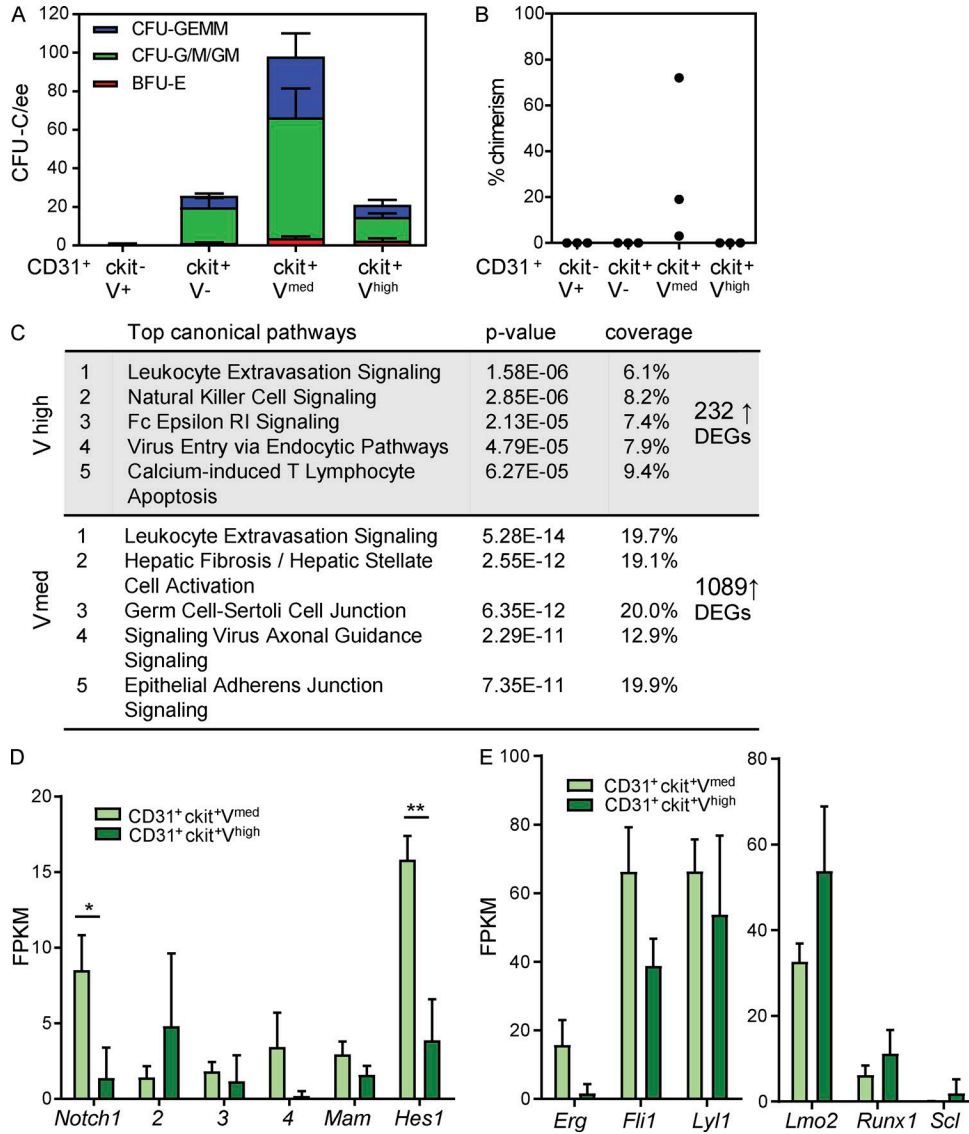 A
CFU-GEMM
CFU-G/M/GM
BFU-E
CFU-C/ee
120
100
80
60
40
20
0
CD31+ ckit- ckit+ ckit+ ckit+
V+ V- Vmed Vhigh
B
% chimerism
100
80
60
40
20
0
CD31+ ckit- ckit+ ckit+ ckit+
V+ V- Vmed Vhigh
C
Top canonical pathways p-value coverage
V high
1 Leukocyte Extravasation Signaling 1.58E-06 6.1%
2 Natural Killer Cell Signaling 2.85E-06 8.2%
3 Fc Epsilon RI Signaling 2.13E-05 7.4%
4 Virus Entry via Endocytic Pathways 4.79E-05 7.9%
5 Calcium-induced T Lymphocyte 6.27E-05 9.4%
Apoptosis
232 ↑
DEGs
Vmed
1 Leukocyte Extravasation Signaling 5.28E-14 19.7%
2 Hepatic Fibrosis / Hepatic Stellate 2.55E-12 19.1%
Cell Activation
3 Germ Cell-Sertoli Cell Junction 6.35E-12 20.0%
4 Signaling Virus Axonal Guidance 2.29E-11 12.9%
Signaling
5 Epithelial Adherens Junction 7.35E-11 19.9%
Signaling
1089↑
DEGs
D
CD31+ ckit+Vmed
CD31+ ckit+Vhigh
FPKM
20
15
10
5
0
*
**
Notch1 2 3 4 Mam Hes1
E
CD31+ ckit+Vmed
CD31+ ckit+Vhigh
FPKM
100
80
60
40
20
0
Erg Fli1 Lyl1
80
60
40
20
0
Lmo2 Runx1 Scl